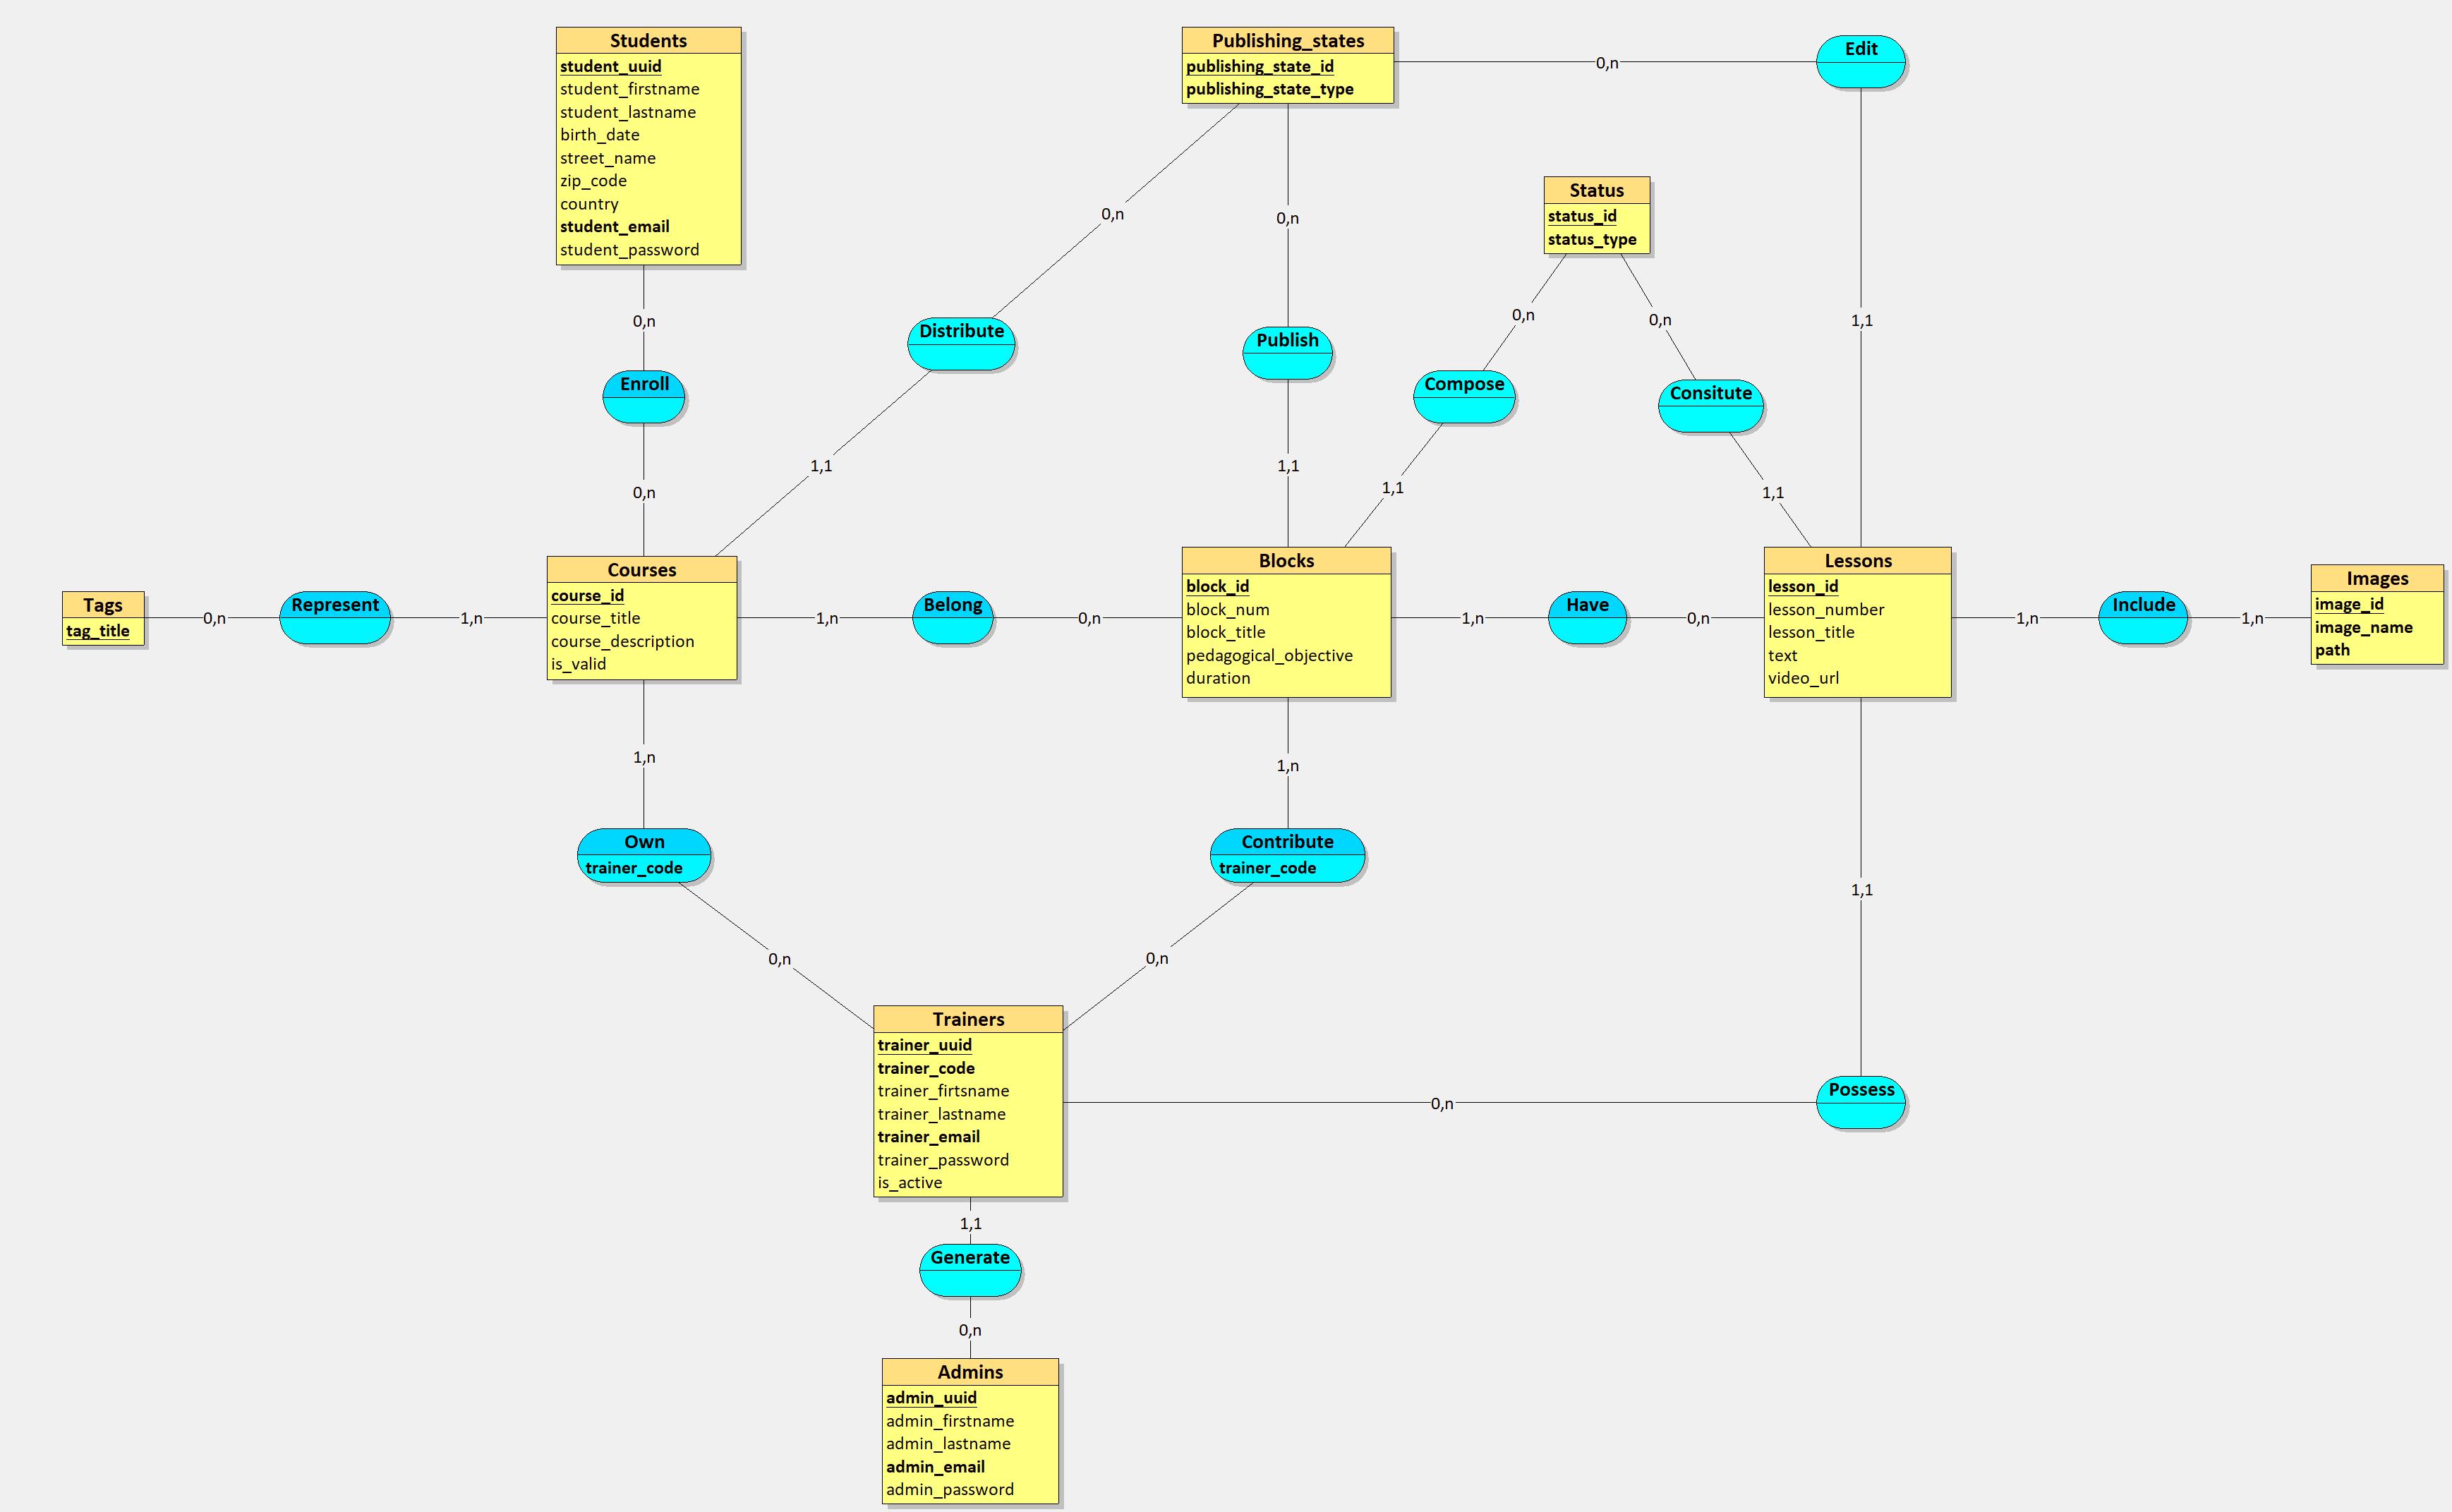 Students
student_uuid
student_firstname
student_lastname
birth_date
street_name
zip_code
country
student_email
student_password
Publishing_states
publishing_state_id
publishing_state_type
0,n
Edit
Status
status_id
status_type
0,n
0,n
0,n
0,n
0,n
1,1
Distribute
Publish
Enroll
Compose
Consitute
1,1
1,1
1,1
0,n
1,1
Tags
tag_title
0,n
Represent
1,n
Courses
course_id
course_title
course_description
is_valid
1,n
Belong
0,n
Blocks
block_id
block_num
block_title
pedagogical_objective
duration
1,n
Have
0,n
Lessons
lesson_id
lesson_number
lesson_title
text
video_url
1,n
Include
1,n
Images
image_id
image_name
path
1,n
1,n
Own
trainer_code
Contribute
trainer_code
1,1
0,n
0,n
Trainers
trainer_uuid
trainer_code
trainer_firtsname
trainer_lastname
trainer_email
trainer_password
is_active
0,n
Possess
1,1
Generate
0,n
Admins
admin_uuid
admin_firstname
admin_lastname
admin_email
admin_password